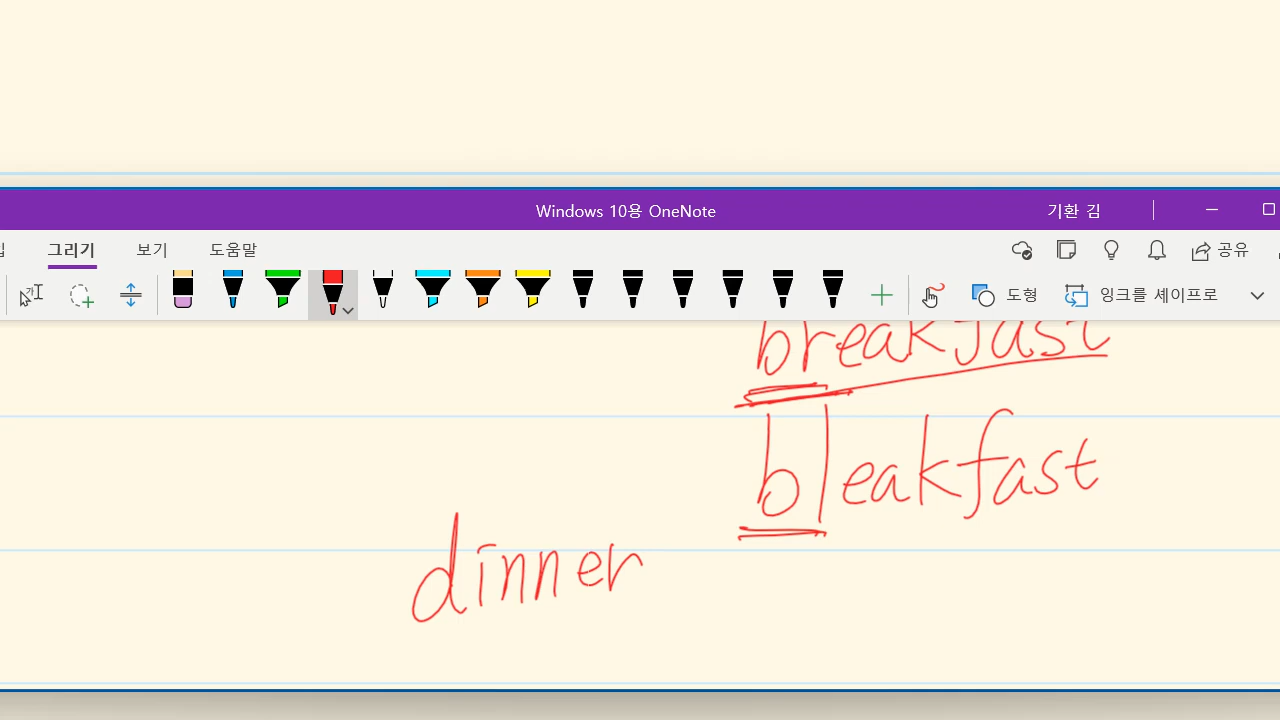 Windows 10용 OneNote 기환 김
그리기 보기 도움말 공유
도형 잉크를 셰이프로
breakfast
bleakfast
dinner